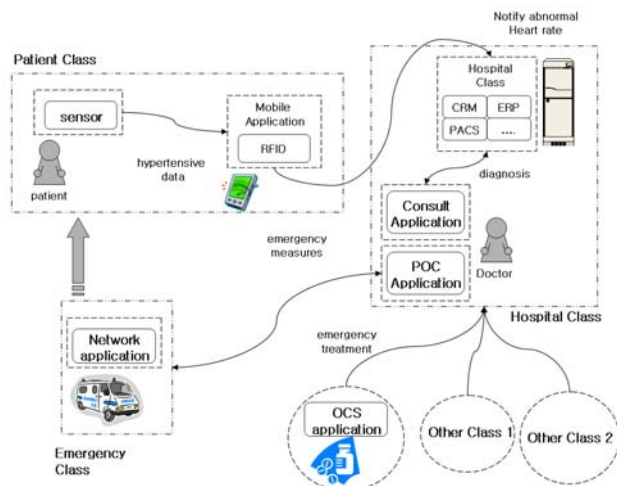 Notify abnormal
Heart rate
Patient Class
Hospital
Class
CRM
ERP
PACS
....
sensor
Mobile
Application
RFID
hypertensive
data
patient
diagnosis
Consult
Application
emergency
measures
POC
Application
Doctor
Hospital Class
Network
application
emergency
treatment
OCS
application
Other Class 1
Other Class 2
Emergency
Class